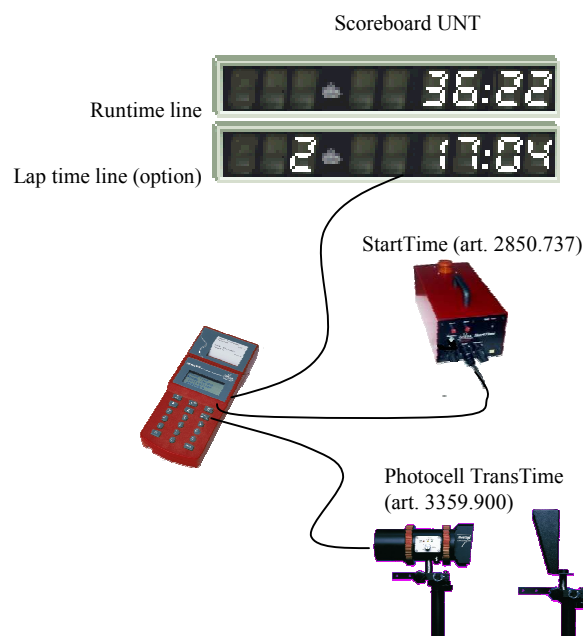 Scoreboard UNT
36:22
Runtime line
2 17:04
Lap time line (option)
StartTime (art. 2850.737)
StartTime
Photocell TransTime
(art. 3359.900)